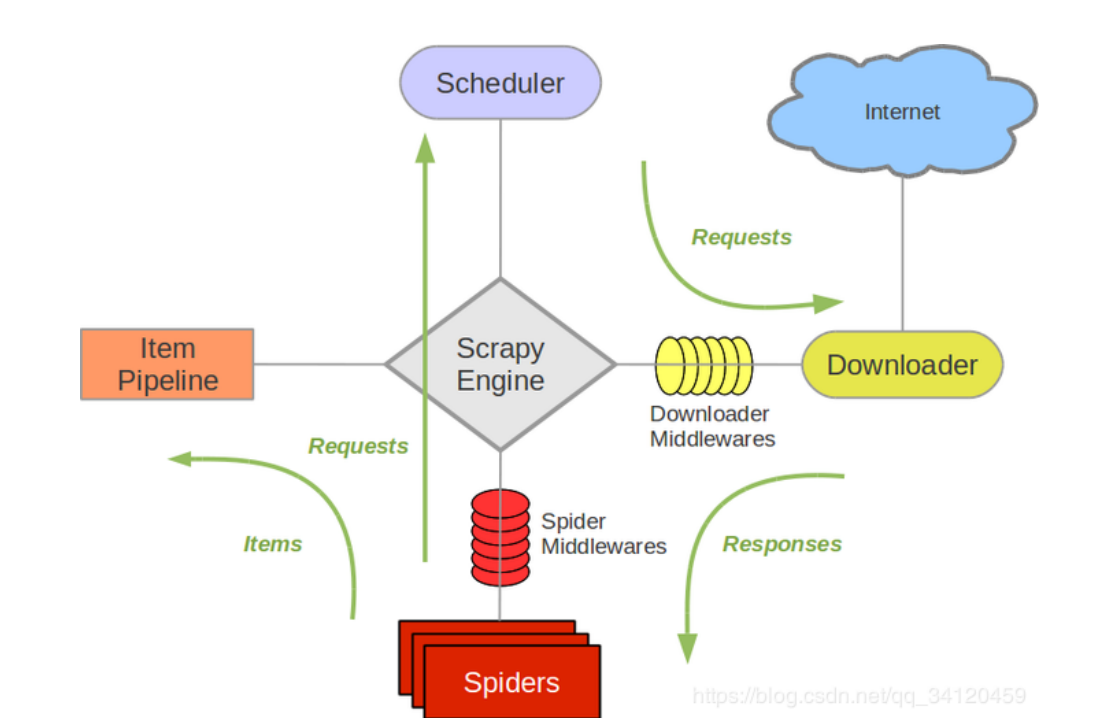 Scheduler
Internet
Requests
Item
Pipeline
Scrapy
Engine
Downloader
Downloader
Middlewares
Requests
Items
Spider
Middlewares
Responses
Spiders
https://blog.csdn.net/qq_34120459